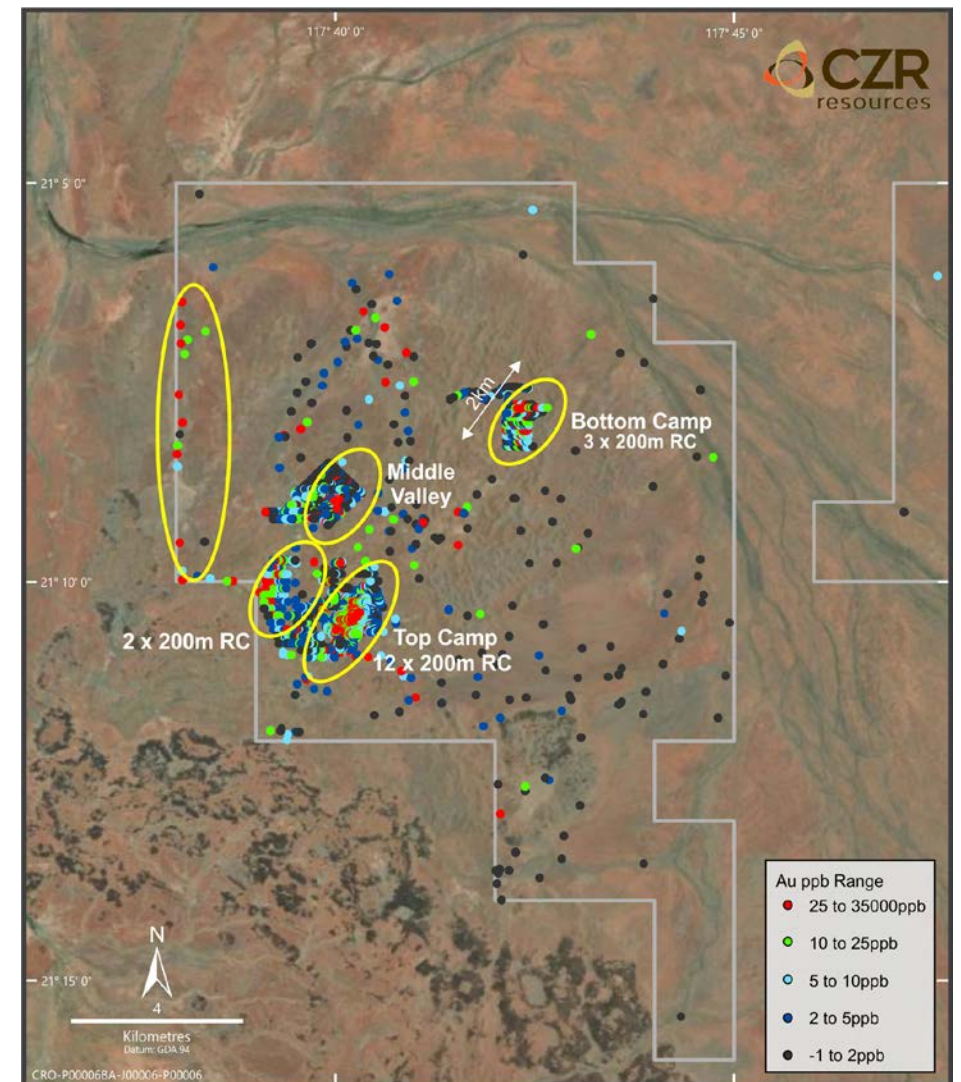 117° 40' 0"
117° 45' 0"
CZR
resources
21° 5' 0"
2km
Bottom Camp
3 x 200m RC
Middle
Valley
21° 10' 0"
2 x 200m RC
Top Camp
12 x 200m RC
Au ppb Range
25 to 35000ppb
10 to 25ppb
5 to 10ppb
2 to 5ppb
-1 to 2ppb
N
21° 15' 0"
4
Kilometres
Datum: GDA 94
CRO-P000068A-J00006-P00006